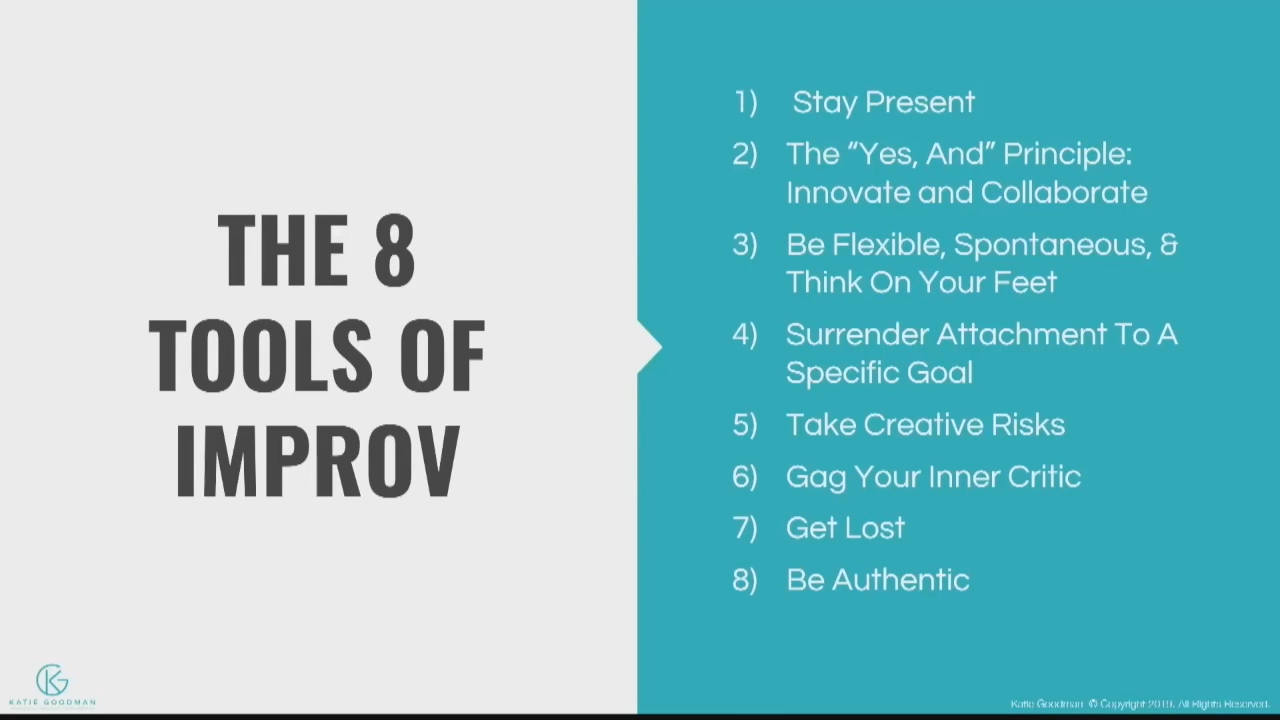 THE 8
TOOLS OF
IMPROV
1) Stay Present
2) The “Yes, And” Principle:
Innovate and Collaborate
3) Be Flexible, Spontaneous, &
Think On Your Feet
4) Surrender Attachment To A
Specific Goal
5) Take Creative Risks
6) Gag Your Inner Critic
7) Get Lost
8) Be Authentic
KG
KATIE GOODMAN
Katie Goodman © Copyright 2019. All Rights Reserved.